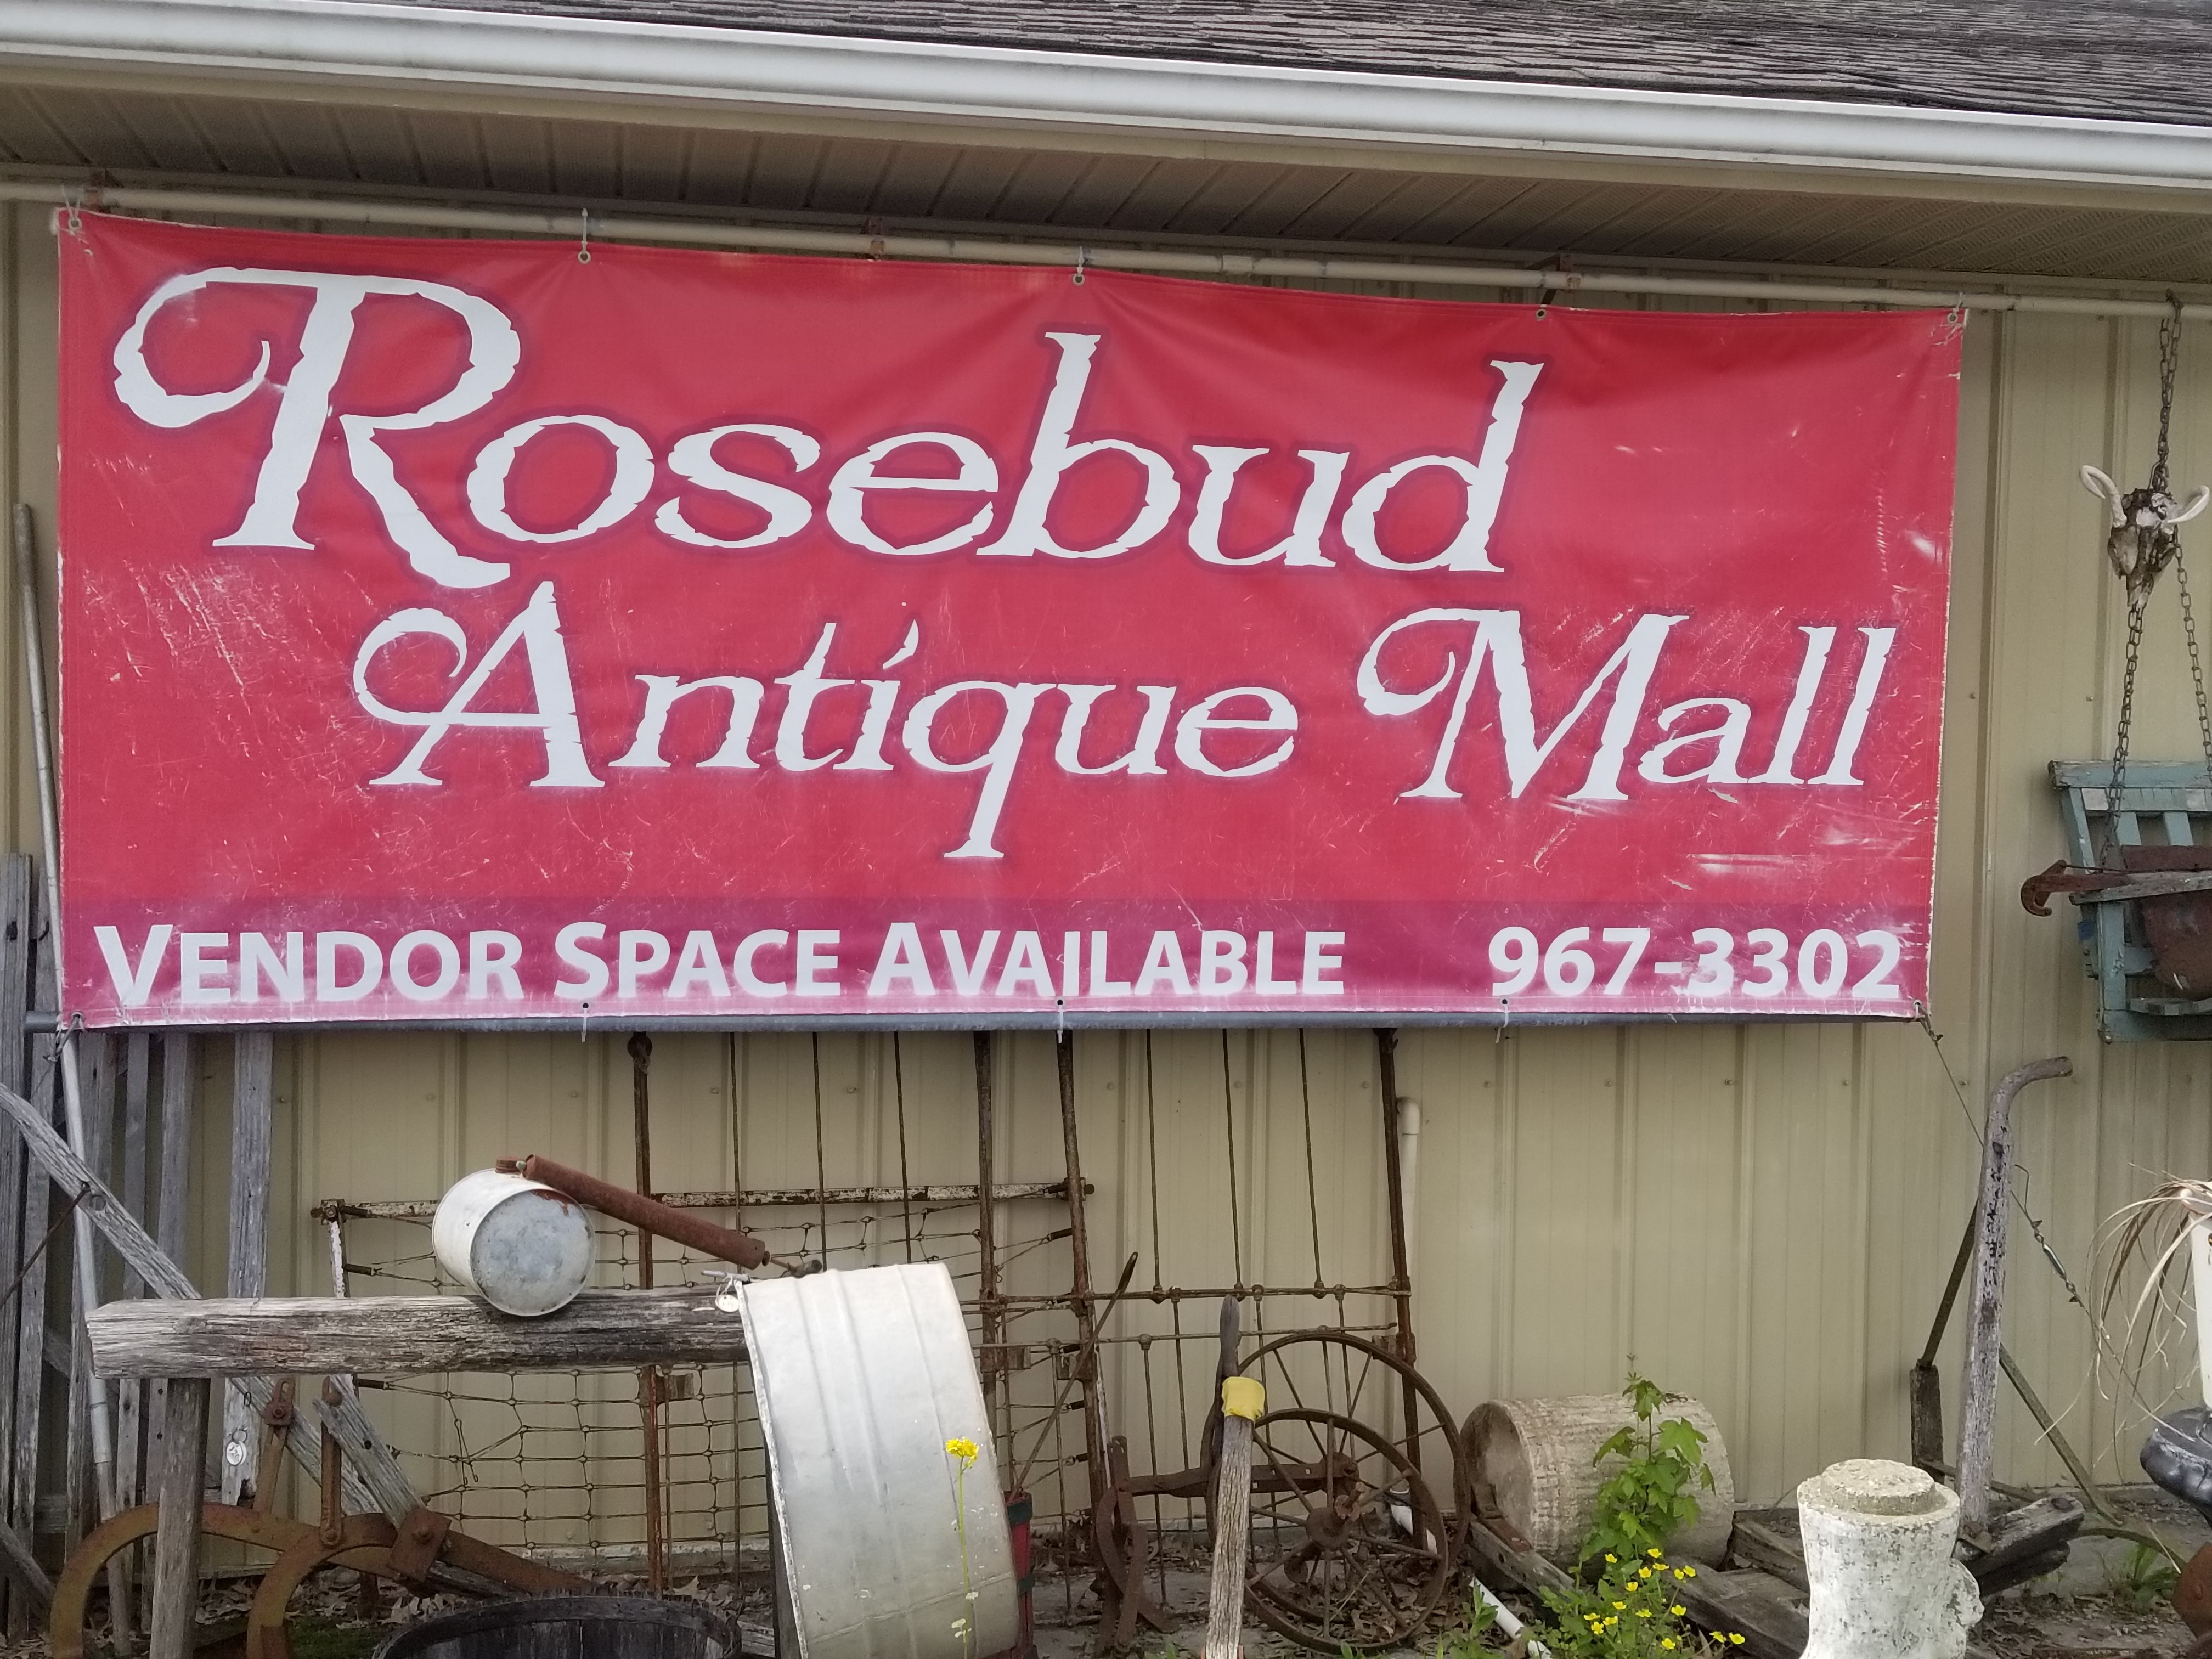 Rosebud
Antique Mall
VENDOR SPACE AVAILABLE 967-3302